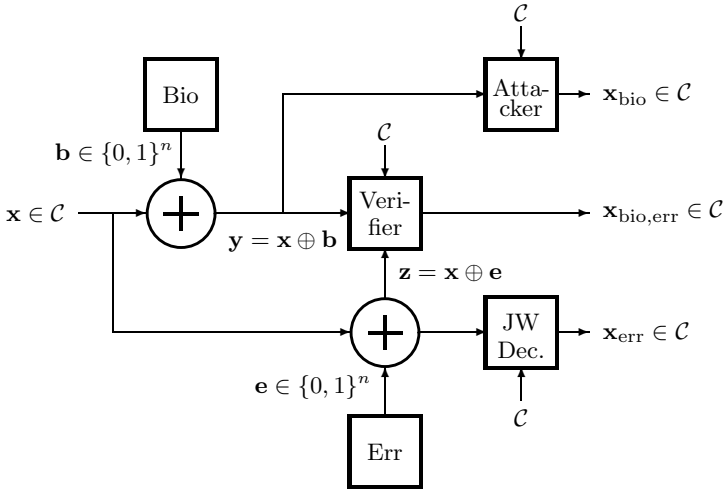 𝒞
Bio
Atta-
cker
𝐱_bio ∈ 𝒞
𝐛 ∈ {0, 1}^n
𝒞
𝐱 ∈ 𝒞
+
Veri-
fier
𝐱_bio,err ∈ 𝒞
𝐲 = 𝐱 ⊕ 𝐛
𝐳 = 𝐱 ⊕ 𝐞
+
JW
Dec.
𝐱_err ∈ 𝒞
𝐞 ∈ {0, 1}^n
𝒞
Err